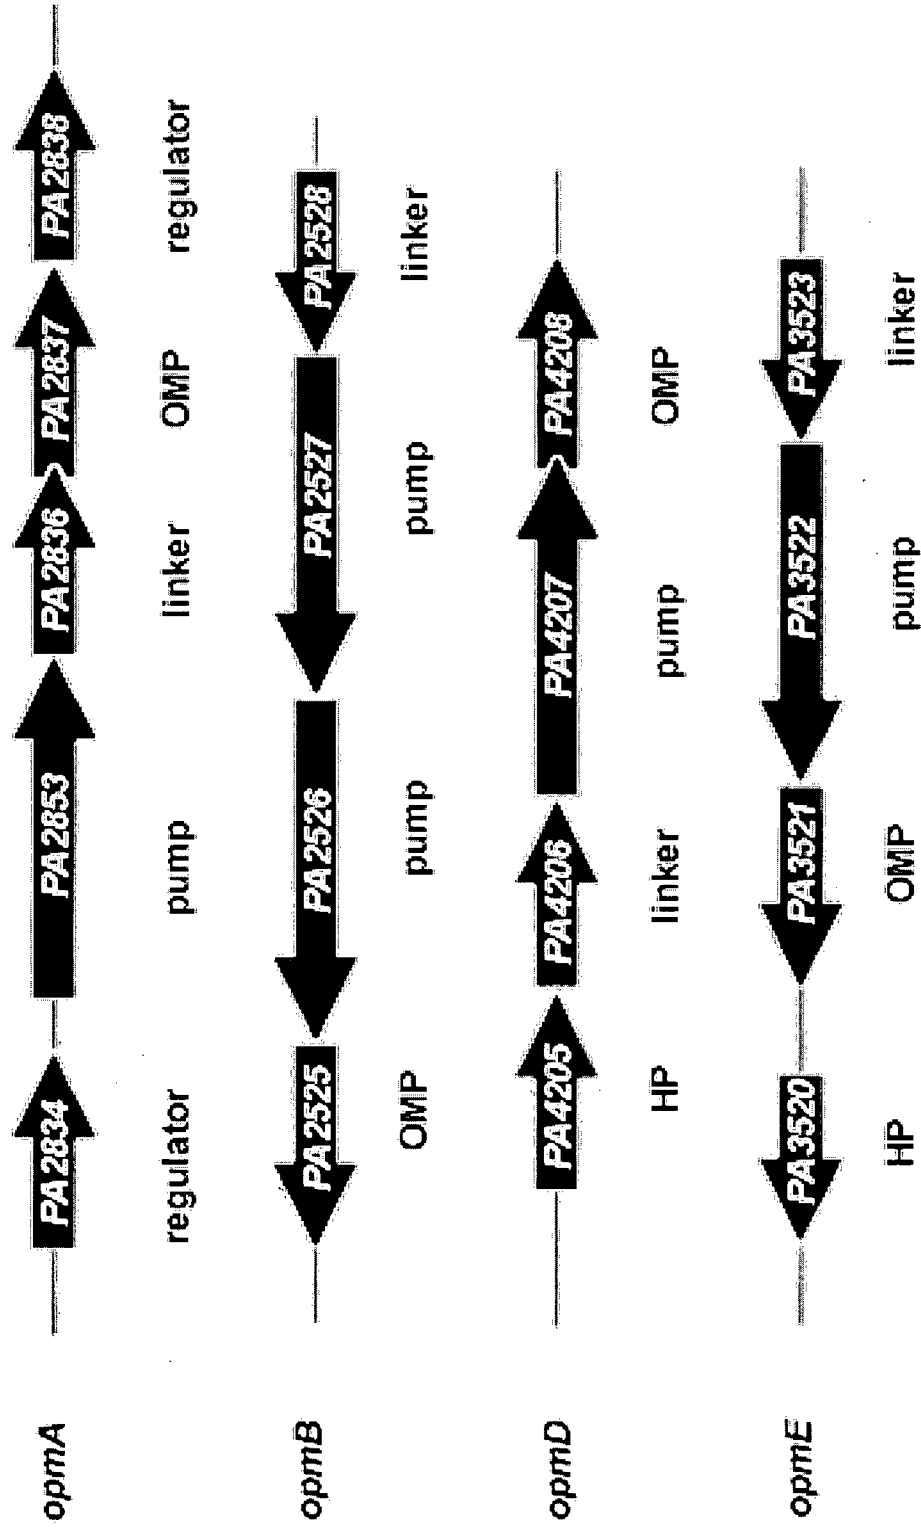 opmA
PA2834 PA2853 PA2836 PA2837 PA2838
regulator pump linker OMP regulator
opmB
PA2525 PA2526 PA2527 PA2528
OMP pump pump linker
opmD
PA4205 PA4206 PA4207 PA4208
HP linker pump OMP
opmE
PA3520 PA3521 PA3522 PA3523
HP OMP pump linker